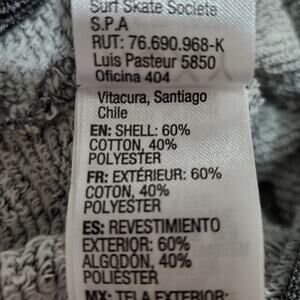 Surf Skate Societe
S.P.A
RUT: 76.690.968-K
Luis Pasteur 5850
Oficina 404
Vitacura, Santiago
Chile
EN: SHELL: 60%
COTTON, 40%
POLYESTER
FR: EXTÉRIEUR: 60%
COTON, 40%
POLYESTER
ES: REVESTIMIENTO
EXTERIOR: 60%
ALGODÓN, 40%
POLIÉSTER
MX: TELA EXTERIOR: